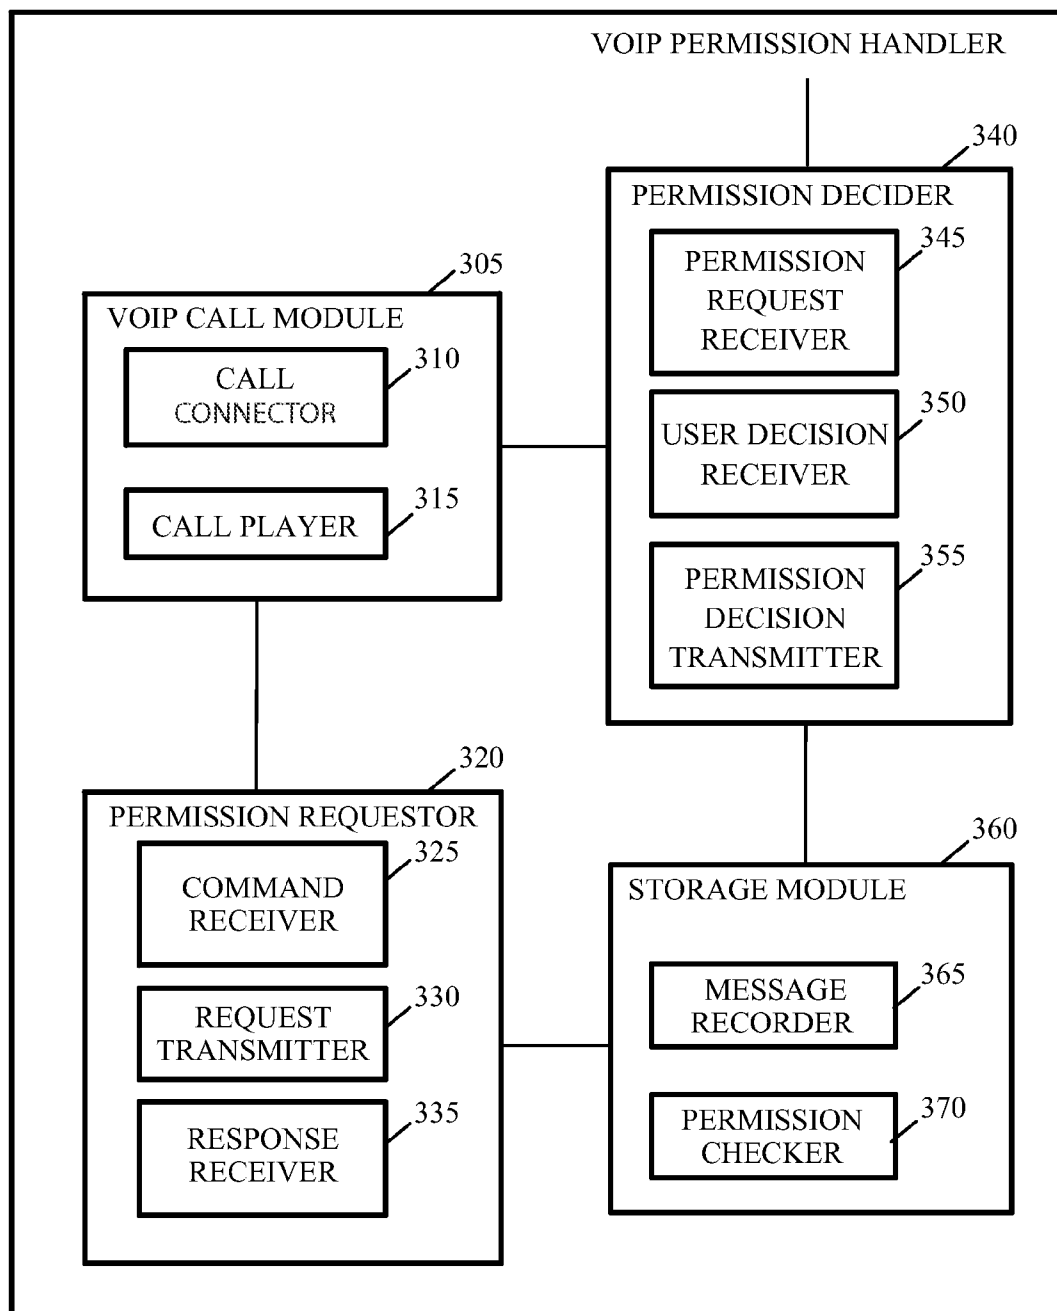 VOIP PERMISSION HANDLER
340
PERMISSION DECIDER
345
PERMISSION
REQUEST
RECEIVER
350
USER DECISION
RECEIVER
355
PERMISSION
DECISION
TRANSMITTER
305
VOIP CALL MODULE
310
CALL
CONNECTOR
315
CALL PLAYER
320
PERMISSION REQUESTOR
325
COMMAND
RECEIVER
330
REQUEST
TRANSMITTER
335
RESPONSE
RECEIVER
360
STORAGE MODULE
365
MESSAGE
RECORDER
370
PERMISSION
CHECKER